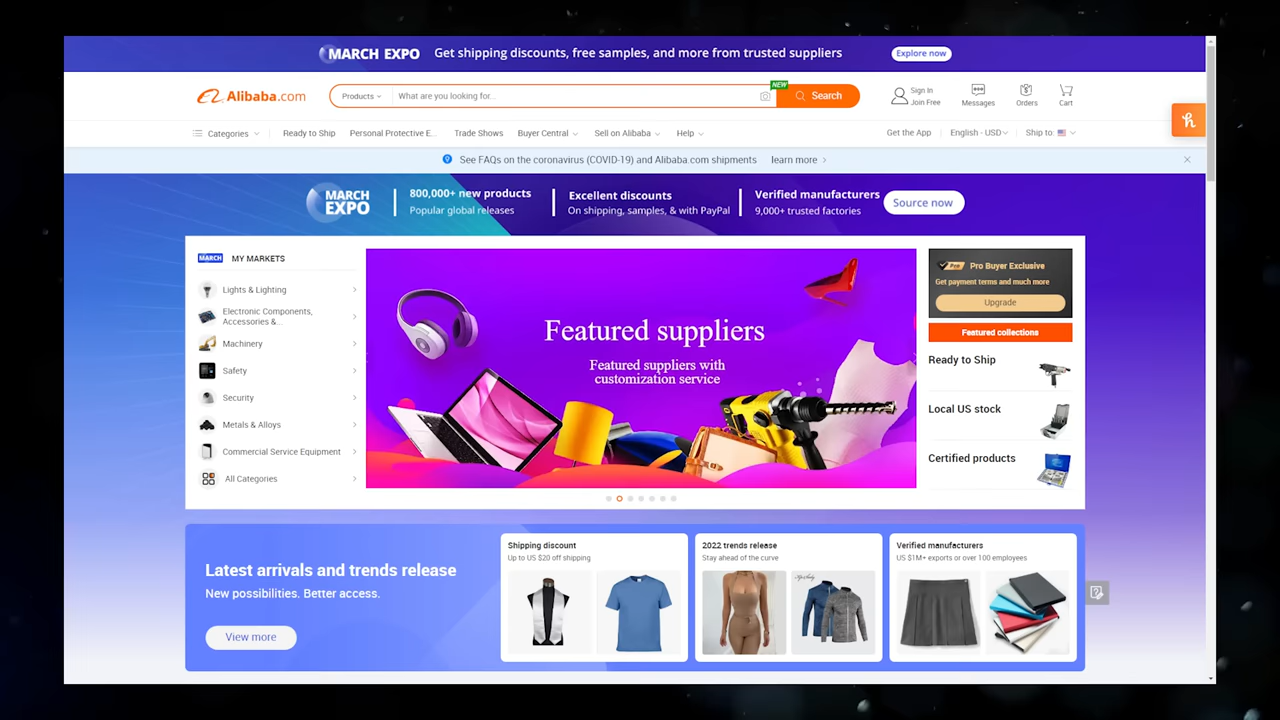 MARCH EXPO Get shipping discounts, free samples, and more from trusted suppliers Explore now
Alibaba.com Products What are you looking for... NEW Search
Sign In
Join Free
Messages Orders Cart
Categories Ready to Ship Personal Protective E... Trade Shows Buyer Central Sell on Alibaba Help Get the App English - USD Ship to:
See FAQs on the coronavirus (COVID-19) and Alibaba.com shipments learn more
MARCH
EXPO
800,000+ new products
Popular global releases
Excellent discounts
On shipping, samples, & with PayPal
Verified manufacturers
9,000+ trusted factories
Source now
MARCH MY MARKETS
Lights & Lighting
Electronic Components,
Accessories &...
Machinery
Safety
Security
Metals & Alloys
Commercial Service Equipment
All Categories
Featured suppliers
Featured suppliers with
customization service
Pro Pro Buyer Exclusive
Get payment terms and much more
Upgrade
Featured collections
Ready to Ship
Local US stock
Certified products
Latest arrivals and trends release
New possibilities. Better access.
View more
Shipping discount
Up to US $20 off shipping
2022 trends release
Stay ahead of the curve
Verified manufacturers
US $1M+ exports or over 100 employees